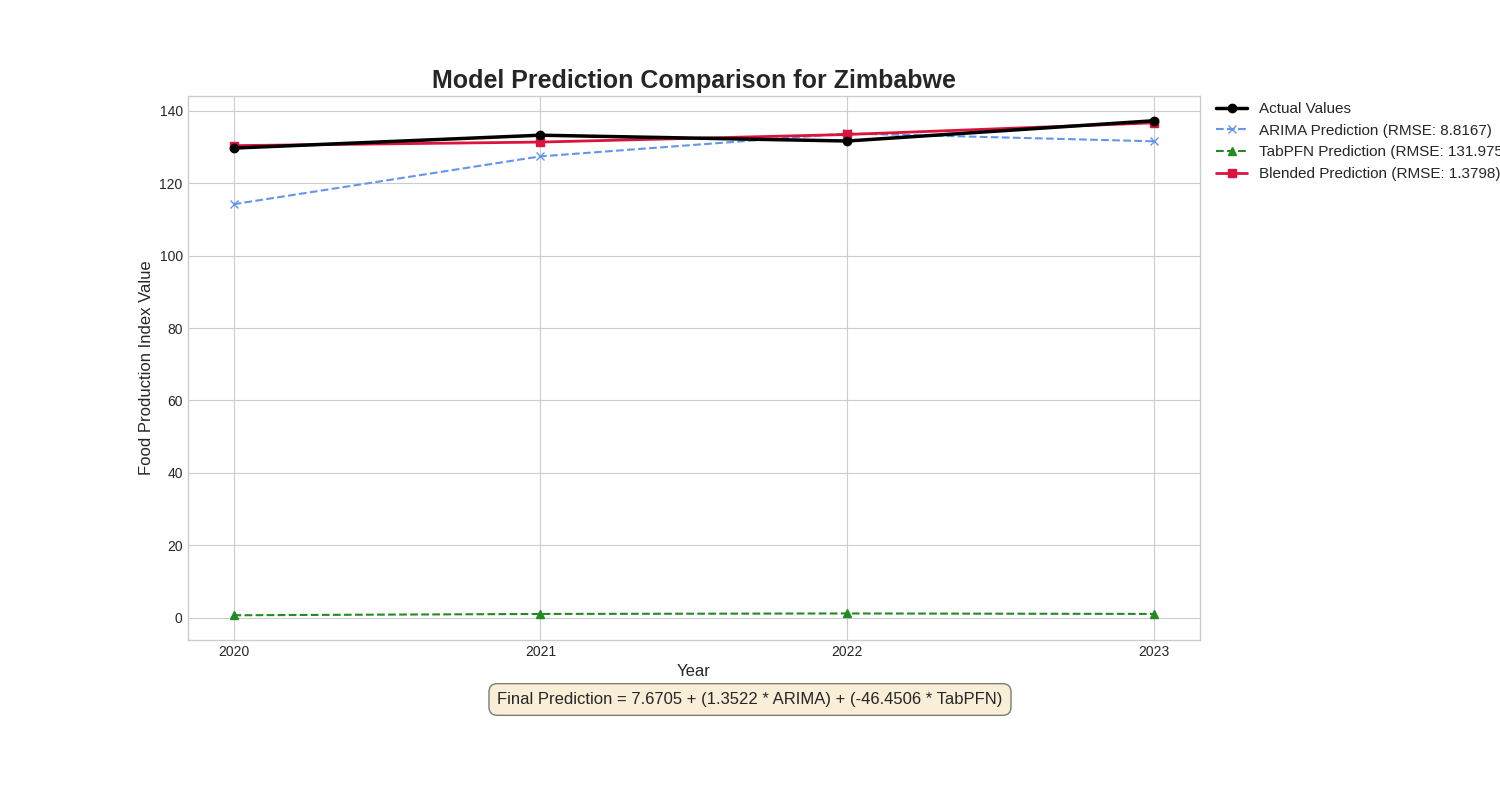 Model Prediction Comparison for Zimbabwe
Actual Values
ARIMA Prediction (RMSE: 8.8167)
TabPFN Prediction (RMSE: 131.975
Blended Prediction (RMSE: 1.3798)
Food Production Index Value
140
120
100
80
60
40
20
0
2020 2021 2022 2023
Year
Final Prediction = 7.6705 + (1.3522 * ARIMA) + (-46.4506 * TabPFN)